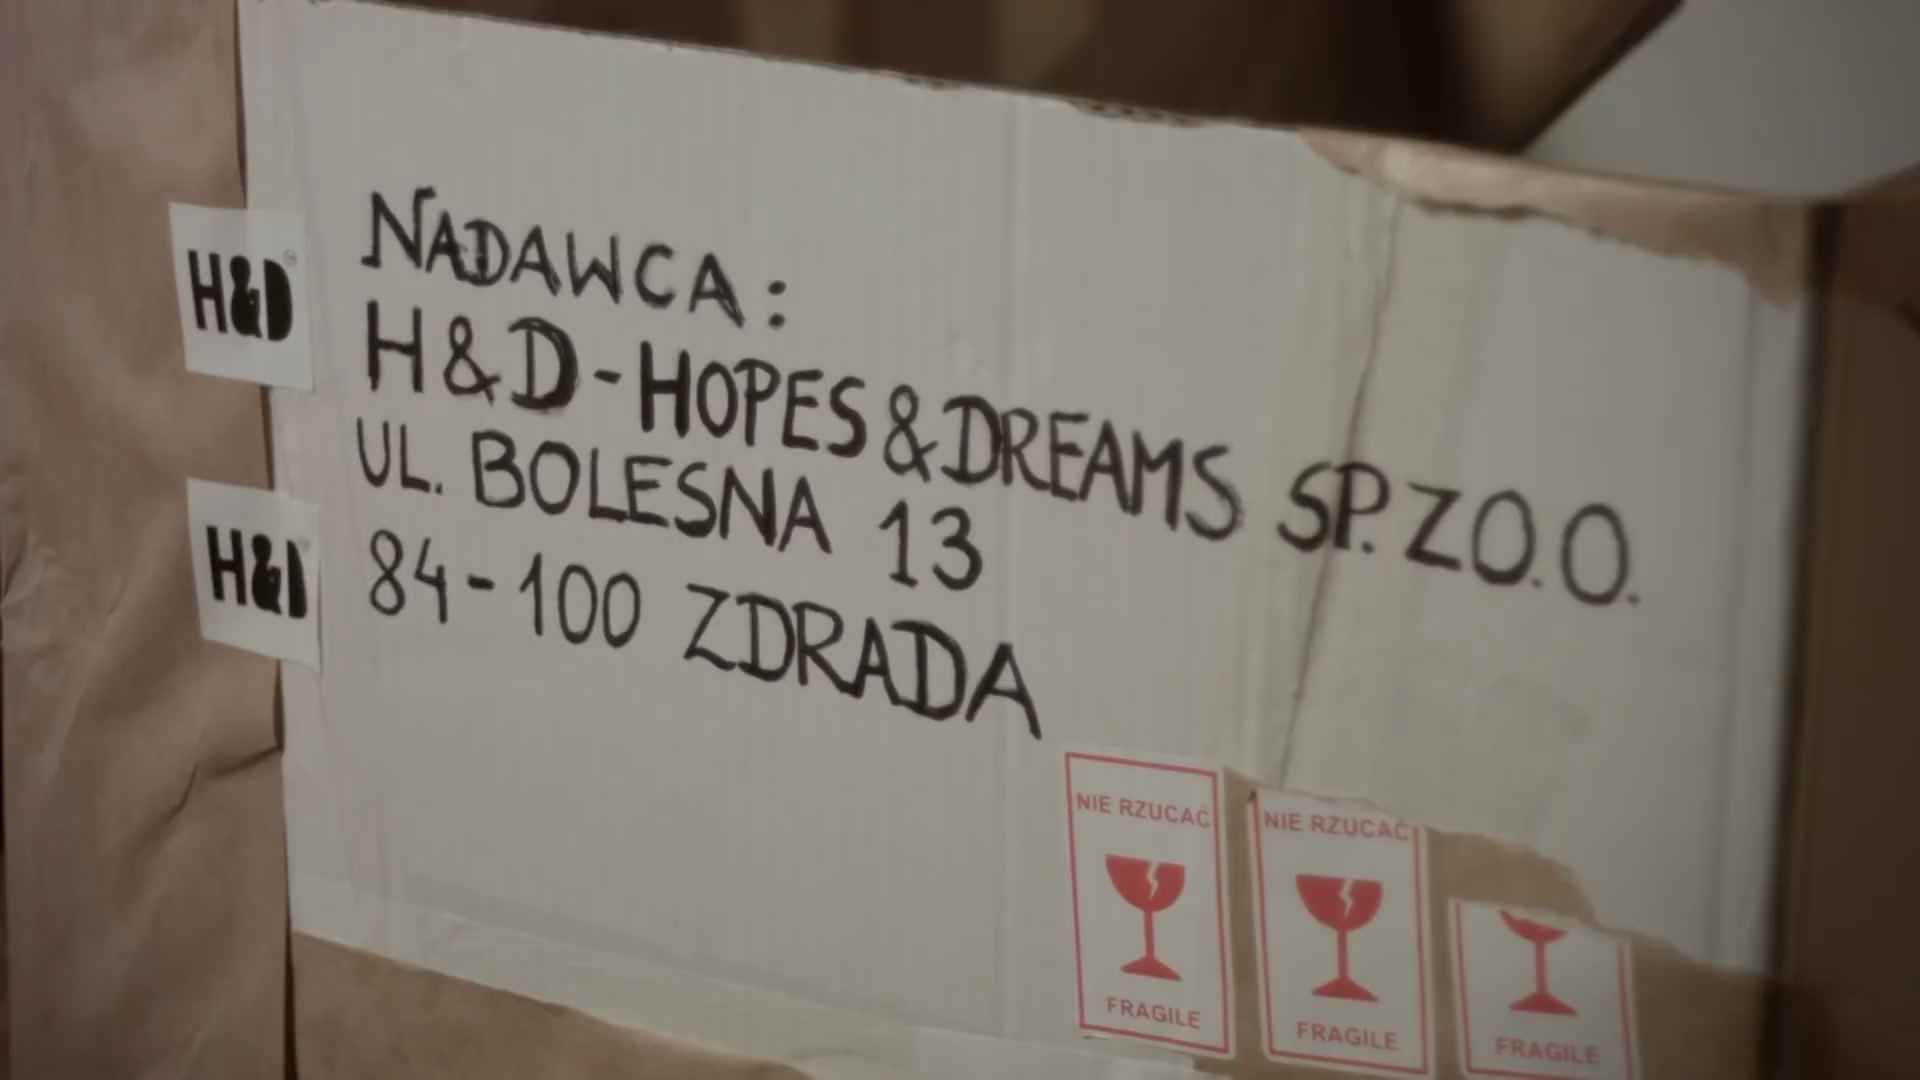 NADAWCA:
H&D-HOPES & DREAMS SP. Z O.O.
UL. BOLESNA 13
84-100 ZDRADA
H&D
H&D
NIE RZUCAĆ
FRAGILE
NIE RZUCAĆ
FRAGILE
FRAGILE